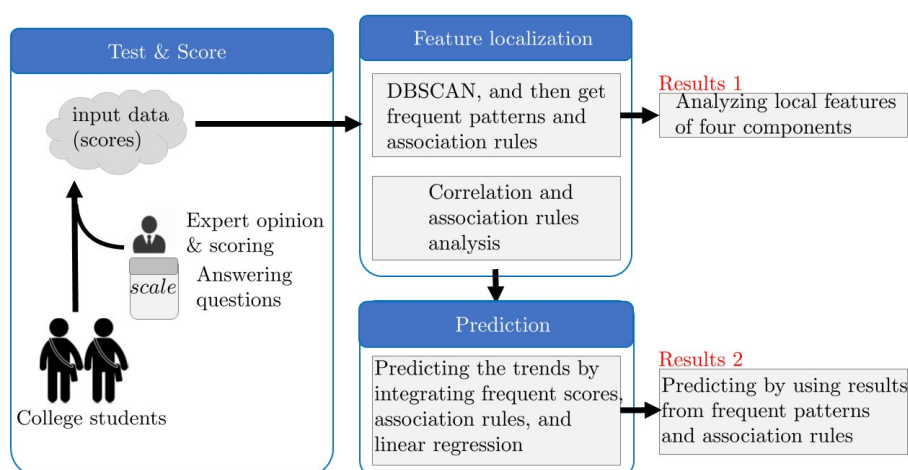 Test & Score
input data
(scores)
Expert opinion
& scoring
scale
Answering
questions
College students
Feature localization
DBSCAN, and then get
frequent patterns and
association rules
Correlation and
association rules
analysis
Results 1
Analyzing local features
of four components
Prediction
Predicting the trends by
integrating frequent scores,
association rules, and
linear regression
Results 2
Predicting by using results
from frequent patterns
and association rules